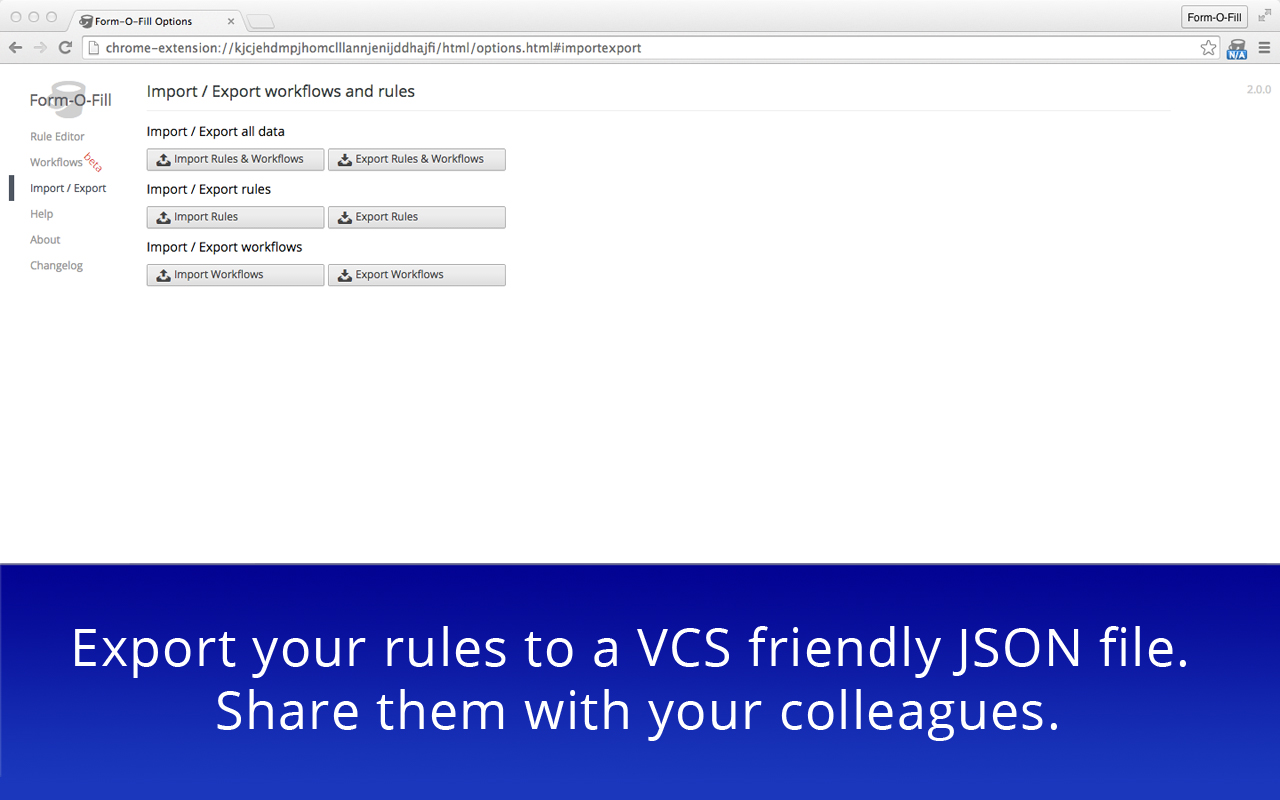 Form-O-Fill Options
Form-O-Fill
chrome-extension://kjcjehdmpjhomclllannjenijddhajfi/html/options.html#importexport
N/A
Form-O-Fill
Import / Export workflows and rules
2.0.0
Rule Editor
Workflows beta
Import / Export
Help
About
Changelog
Import / Export all data
Import Rules & Workflows
Export Rules & Workflows
Import / Export rules
Import Rules
Export Rules
Import / Export workflows
Import Workflows
Export Workflows
Export your rules to a VCS friendly JSON file.
Share them with your colleagues.